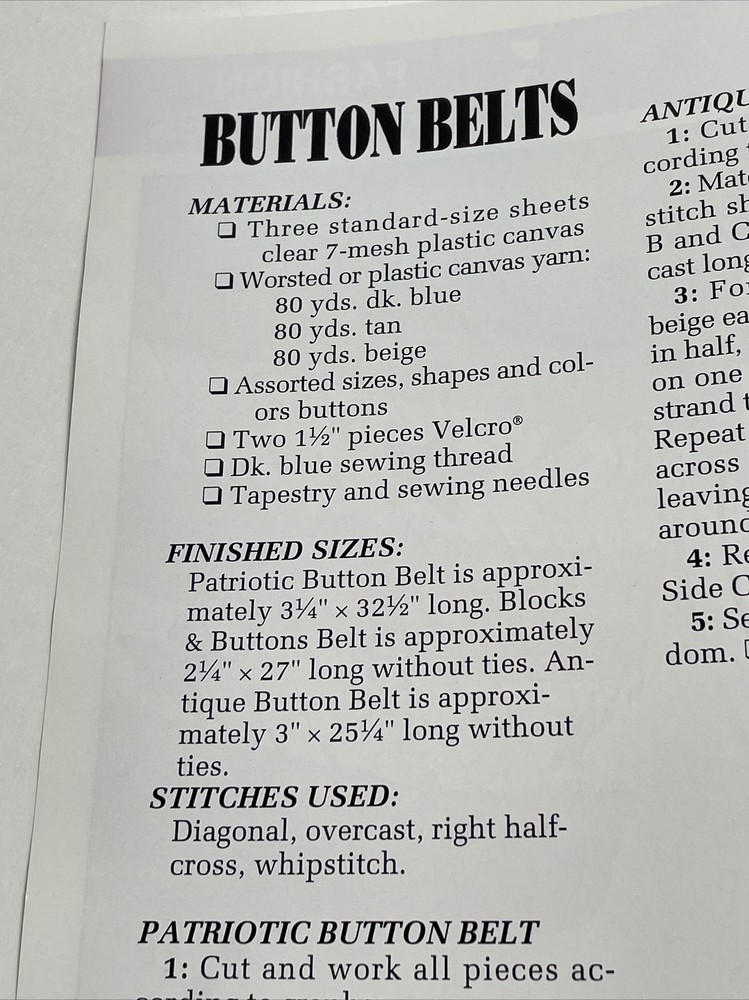 BUTTON BELTS
MATERIALS:
❏ Three standard-size sheets
clear 7-mesh plastic canvas
❏ Worsted or plastic canvas yarn:
80 yds. dk. blue
80 yds. tan
80 yds. beige
❏ Assorted sizes, shapes and col-
ors buttons
❏ Two 1½" pieces Velcro®
❏ Dk. blue sewing thread
❏ Tapestry and sewing needles
FINISHED SIZES:
Patriotic Button Belt is approxi-
mately 3¼" × 32½" long. Blocks
& Buttons Belt is approximately
2¼" × 27" long without ties. An-
tique Button Belt is approxi-
mately 3" × 25¼" long without
ties.
STITCHES USED:
Diagonal, overcast, right half-
cross, whipstitch.
PATRIOTIC BUTTON BELT
1: Cut and work all pieces ac-
ANTIQU
1: Cut
cording
2: Mat
stitch sh
B and C
cast long
3: For
beige ea
in half,
on one
strand t
Repeat
across
leaving
around
4: Re
Side C
5: Se
dom.